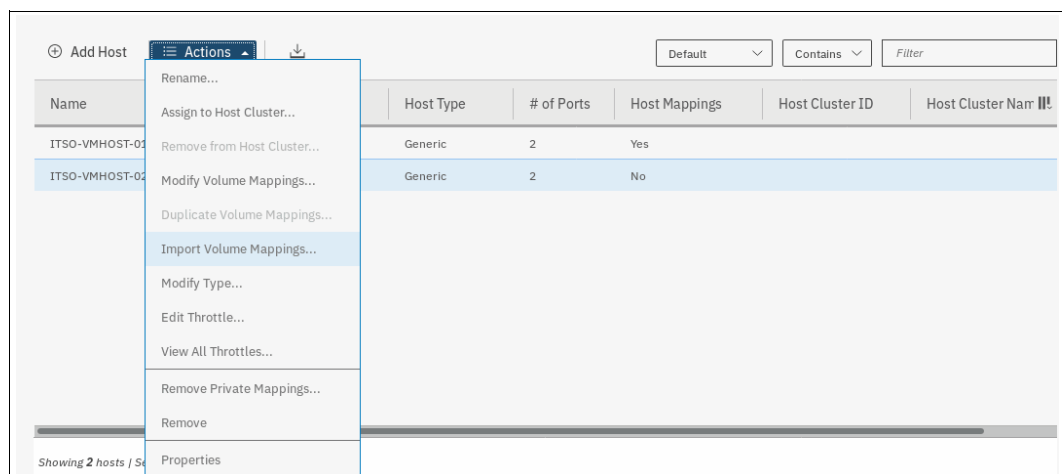 Add Host Actions Default Contains Filter
Rename...
Name Host Type # of Ports Host Mappings Host Cluster ID Host Cluster Nam
Assign to Host Cluster...
ITSO-VMHOST-01 Generic 2 Yes
Remove from Host Cluster...
ITSO-VMHOST-02 Generic 2 No
Modify Volume Mappings...
Duplicate Volume Mappings...
Import Volume Mappings...
Modify Type...
Edit Throttle...
View All Throttles...
Remove Private Mappings...
Remove
Showing 2 hosts | Se
Properties